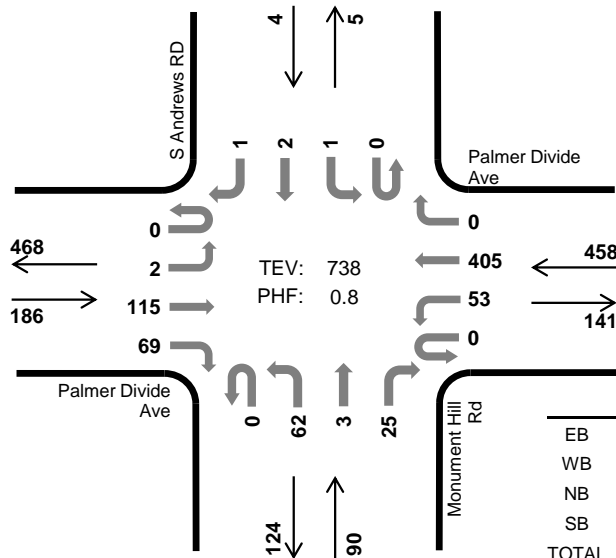 4
5
S Andrews RD
1
2
1
0
Palmer Divide
Ave
0
468
0
2
TEV: 738
405
458
PHF: 0.8
186
115
53
141
69
0
Palmer Divide
Ave
0
62
3
25
Monument Hill
Rd
EB
WB
NB
SB
TOTAL
124
90